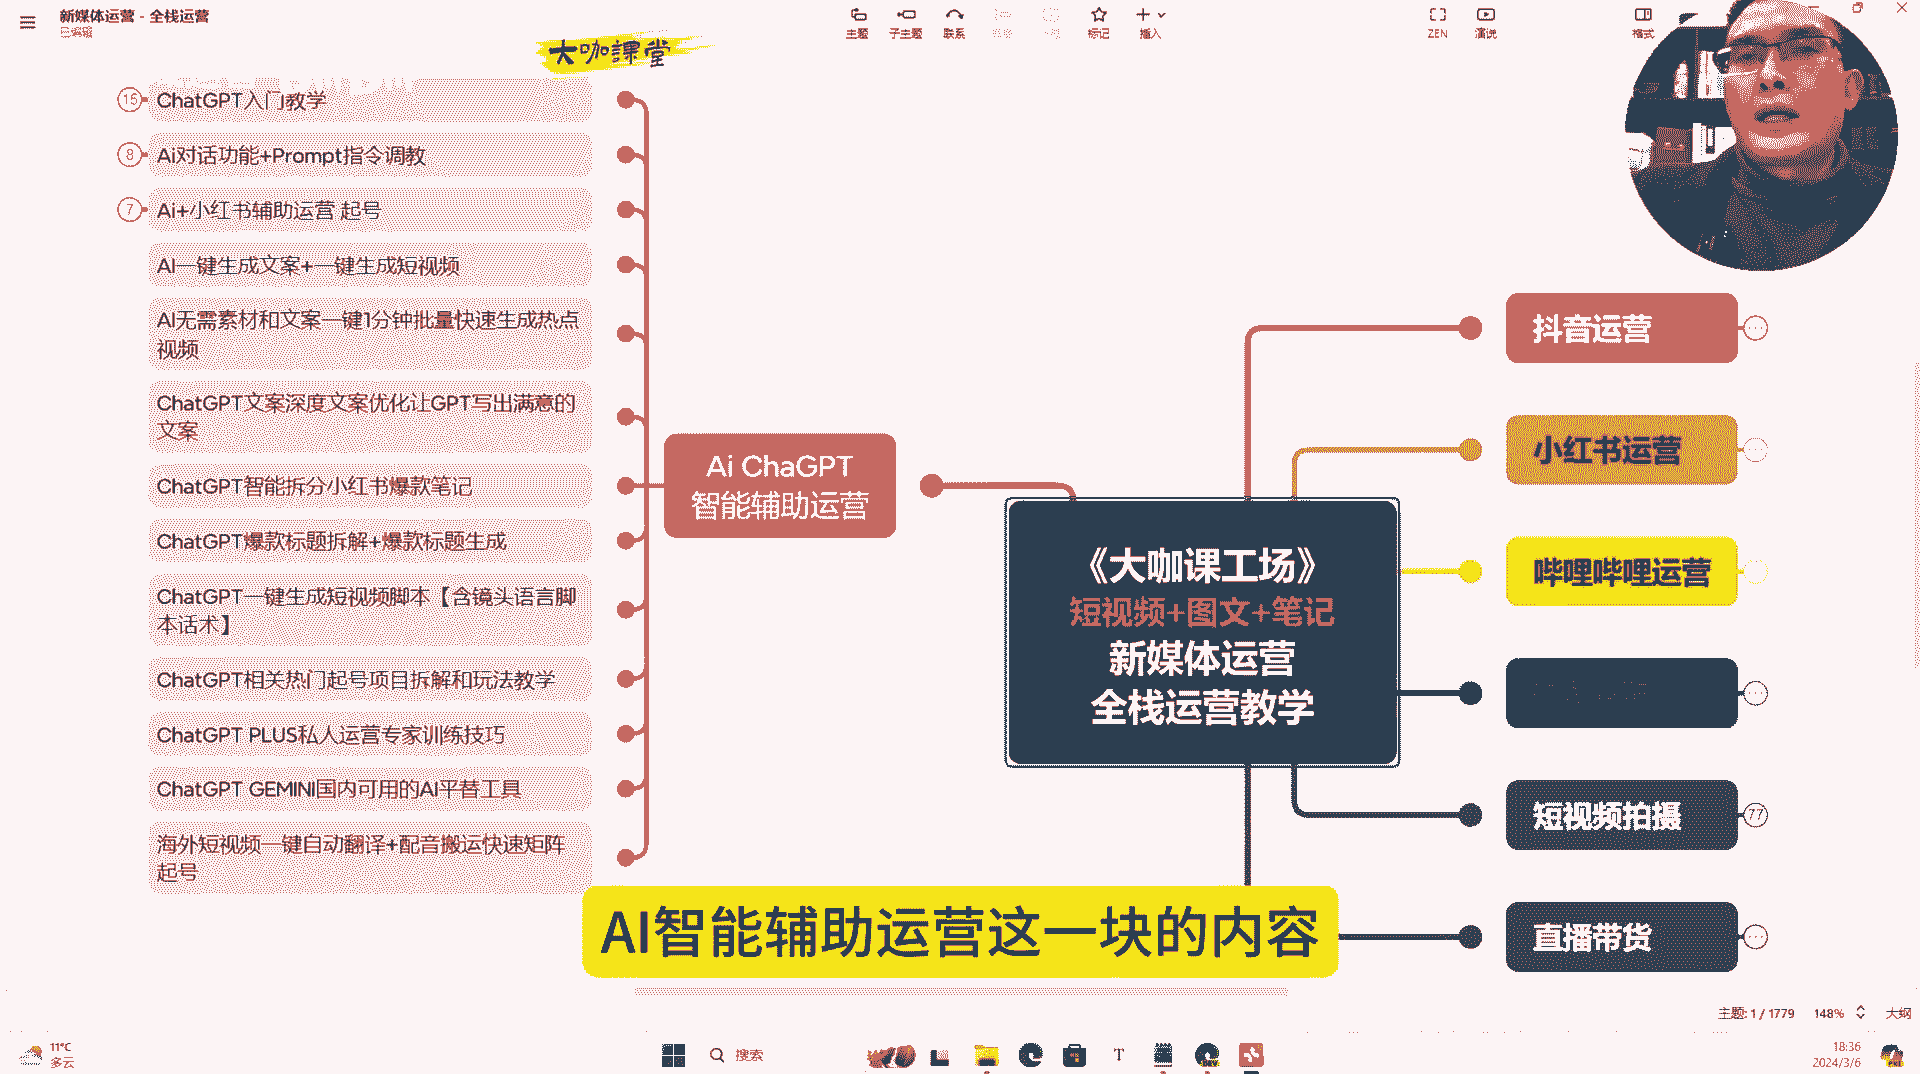 新媒体运营 - 全栈运营
已编辑
主题
子主题
联系
标记
插入
ZEN
演说
格式
大咖課堂
15
ChatGPT入门教学
8
Ai对话功能+Prompt指令调教
7
Ai+小红书辅助运营 起号
AI一键生成文案+一键生成短视频
AI无需素材和文案一键1分钟批量快速生成热点
视频
ChatGPT文案深度文案优化让GPT写出满意的
文案
ChatGPT智能拆分小红书爆款笔记
ChatGPT爆款标题拆解+爆款标题生成
ChatGPT一键生成短视频脚本【含镜头语言脚
本话术】
ChatGPT相关热门起号项目拆解和玩法教学
ChatGPT PLUS私人运营专家训练技巧
ChatGPT GEMINI国内可用的AI平替工具
海外短视频一键自动翻译+配音搬运快速矩阵
起号
Ai ChaGPT
智能辅助运营
《大咖课工场》
短视频+图文+笔记
新媒体运营
全栈运营教学
抖音运营
小红书运营
哔哩哔哩运营
短视频拍摄
77
直播带货
AI智能辅助运营这一块的内容
主题: 1 / 1779
148%
大纲
11°C
多云
搜索
18:36
2024/3/6